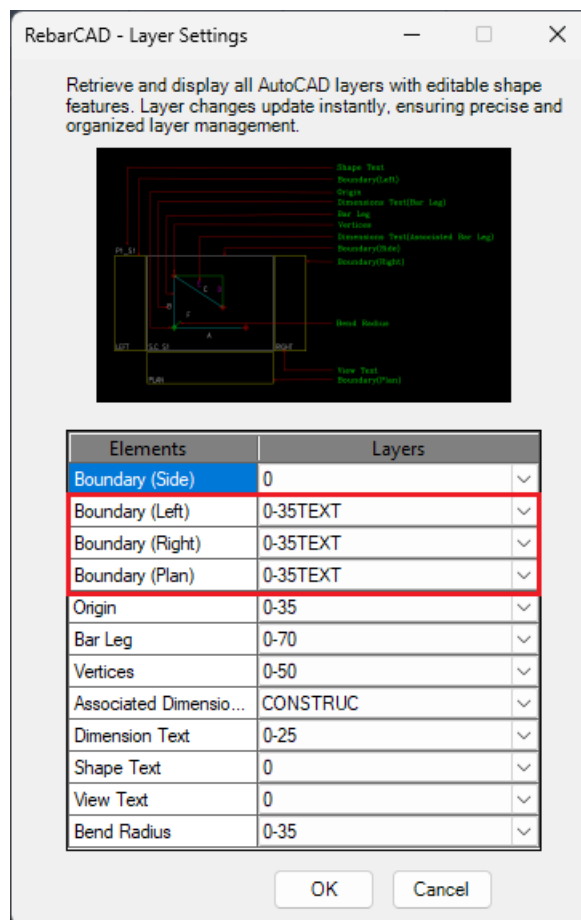 RebarCAD - Layer Settings
Retrieve and display all AutoCAD layers with editable shape
features. Layer changes update instantly, ensuring precise and
organized layer management.
Shape Text
Boundary(Left)
Origin
Dimensions Text(Bar Leg)
Bar Leg
Vertices
Dimensions Text(Associated Bar Leg)
Boundary(Side)
Boundary(Right)
Bend Radius
A
LEFT
RIGHT
PLAN
View Text
Boundary(Plan)
Elements Layers
Boundary (Side) 0
Boundary (Left) 0-35TEXT
Boundary (Right) 0-35TEXT
Boundary (Plan) 0-35TEXT
Origin 0-35
Bar Leg 0-70
Vertices 0-50
Associated Dimensio... CONSTRUC
Dimension Text 0-25
Shape Text 0
View Text 0
Bend Radius 0-35
OK Cancel